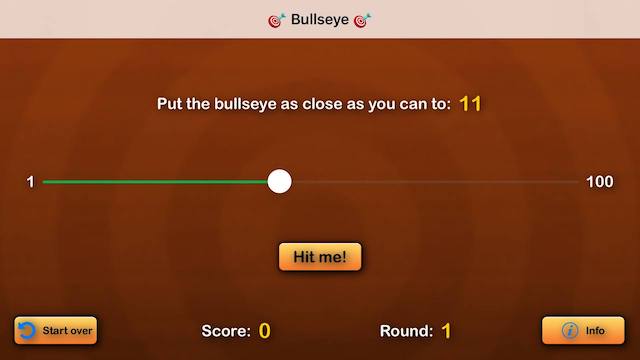 🎯 Bullseye 🎯
Put the bullseye as close as you can to: 11
1 100
Hit me!
Start over Score: 0 Round: 1 Info